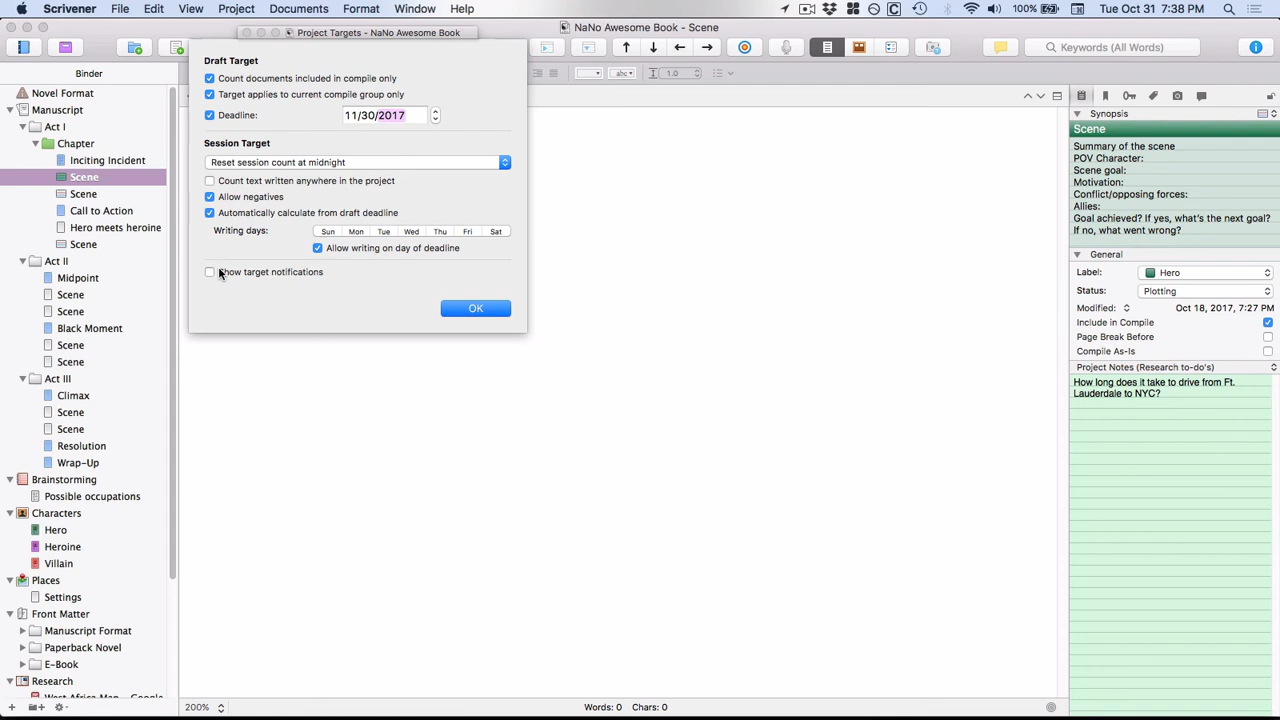 Scrivener File Edit View Project Documents Format Window Help
100% Tue Oct 31 7:38 PM
Project Targets - NaNo Awesome Book
NaNo Awesome Book - Scene
Keywords (All Words)
Binder
abc
1.0
Novel Format
Manuscript
Act I
Chapter
Inciting Incident
Scene
Scene
Call to Action
Hero meets heroine
Scene
Act II
Midpoint
Scene
Scene
Black Moment
Scene
Scene
Act III
Climax
Scene
Scene
Resolution
Wrap-Up
Brainstorming
Possible occupations
Characters
Hero
Heroine
Villain
Places
Settings
Front Matter
Manuscript Format
Paperback Novel
E-Book
Research
West Africa Map - Google
Draft Target
Count documents included in compile only
Target applies to current compile group only
Deadline: 11/30/2017
Session Target
Reset session count at midnight
Count text written anywhere in the project
Allow negatives
Automatically calculate from draft deadline
Writing days: Sun Mon Tue Wed Thu Fri Sat
Allow writing on day of deadline
Show target notifications
OK
200%
Words: 0 Chars: 0
Synopsis
Scene
Summary of the scene
POV Character:
Scene goal:
Motivation:
Conflict/opposing forces:
Allies:
Goal achieved? If yes, what's the next goal?
If no, what went wrong?
General
Label: Hero
Status: Plotting
Modified: Oct 18, 2017, 7:27 PM
Include in Compile
Page Break Before
Compile As-Is
Project Notes (Research to-do's)
How long does it take to drive from Ft.
Lauderdale to NYC?